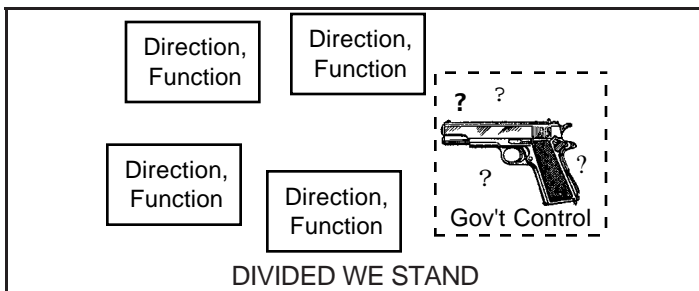 Direction,
Function
Direction,
Function
?
?
Direction,
Function
Direction,
Function
?
?
Gov't Control
DIVIDED WE STAND